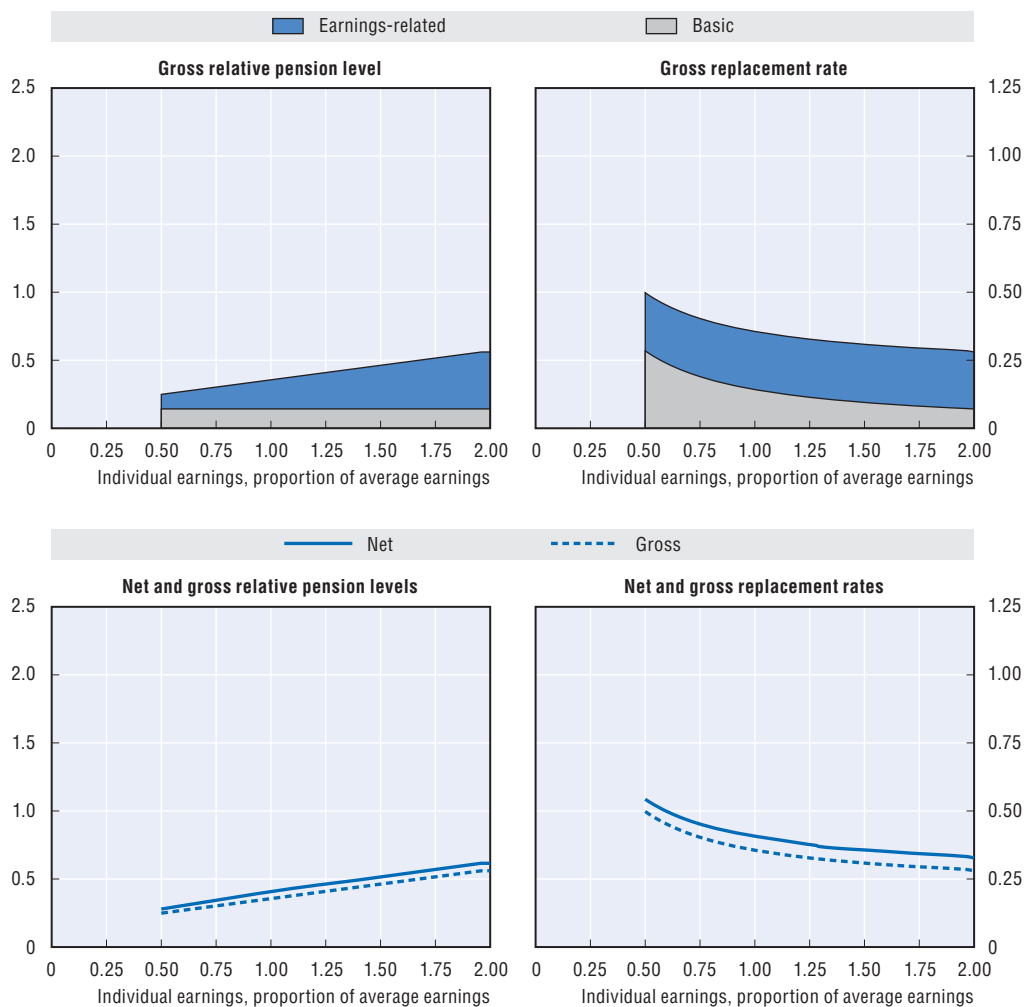 Earnings-related Basic
Gross relative pension level
2.5
2.0
1.5
1.0
0.5
0
0 0.25 0.50 0.75 1.00 1.25 1.50 1.75 2.00
Individual earnings, proportion of average earnings
Gross replacement rate
1.25
1.00
0.75
0.50
0.25
0
0 0.25 0.50 0.75 1.00 1.25 1.50 1.75 2.00
Individual earnings, proportion of average earnings
Net Gross
Net and gross relative pension levels
2.5
2.0
1.5
1.0
0.5
0
0 0.25 0.50 0.75 1.00 1.25 1.50 1.75 2.00
Individual earnings, proportion of average earnings
Net and gross replacement rates
1.25
1.00
0.75
0.50
0.25
0
0 0.25 0.50 0.75 1.00 1.25 1.50 1.75 2.00
Individual earnings, proportion of average earnings